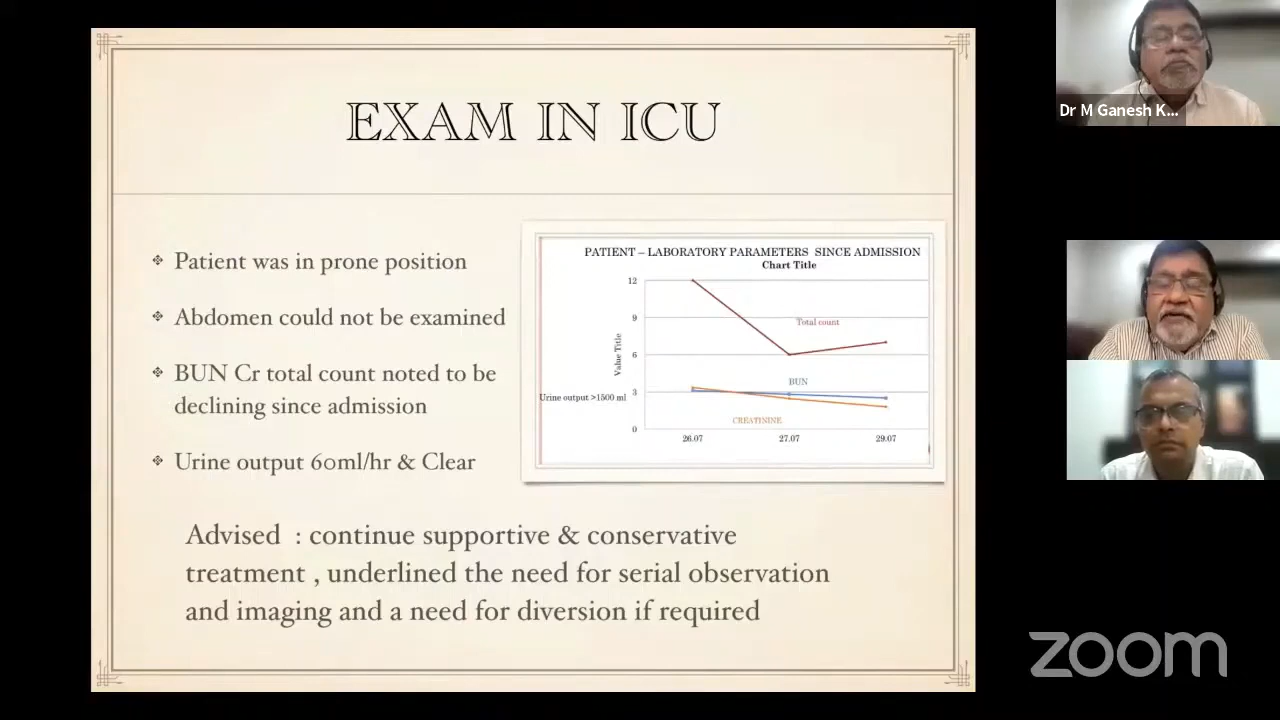 EXAM IN ICU
Patient was in prone position
Abdomen could not be examined
BUN Cr total count noted to be
declining since admission
Urine output 60ml/hr & Clear
PATIENT – LABORATORY PARAMETERS SINCE ADMISSION
Chart Title
12
9
6
3
0
Value Title
Total count
BUN
Urine output >1500 ml
CREATININE
26.07 27.07 29.07
Advised : continue supportive & conservative
treatment , underlined the need for serial observation
and imaging and a need for diversion if required
Dr M Ganesh K...
zoom